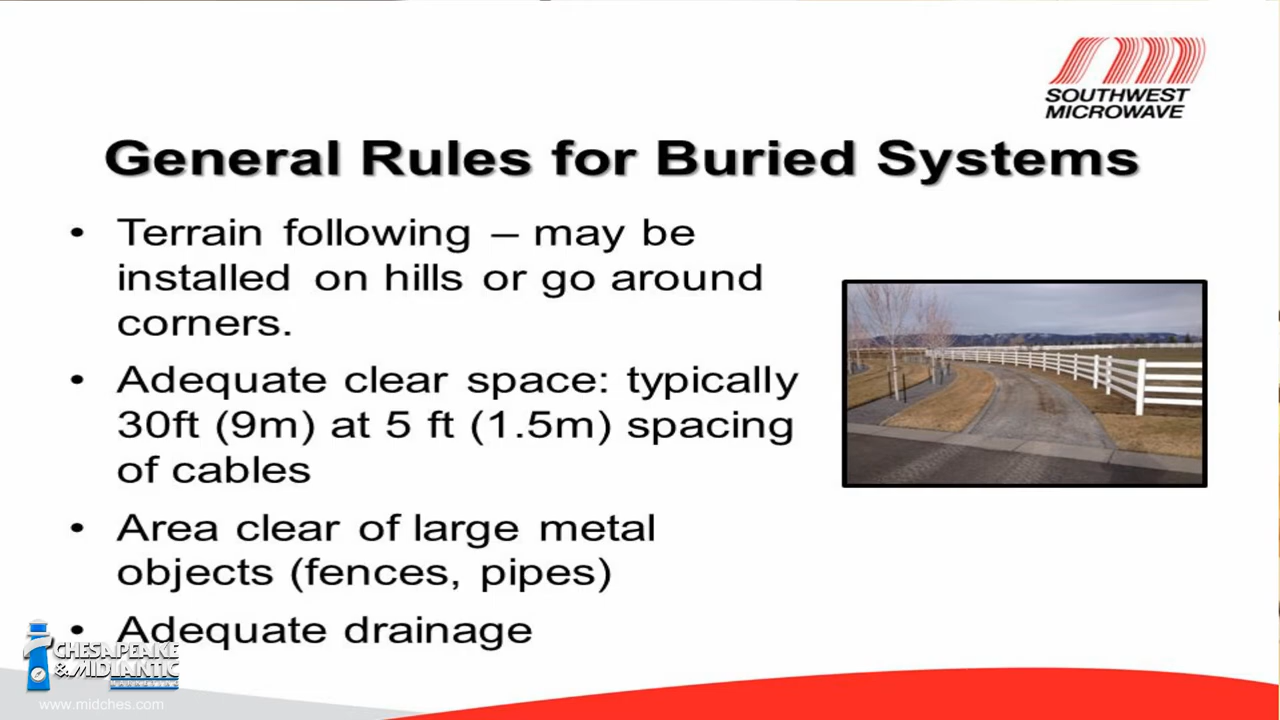 SOUTHWEST
MICROWAVE
General Rules for Buried Systems
• Terrain following – may be
installed on hills or go around
corners.
• Adequate clear space: typically
30ft (9m) at 5 ft (1.5m) spacing
of cables
• Area clear of large metal
objects (fences, pipes)
• Adequate drainage
CHESAPEAKE
& MIDLANTIC
www.midches.com